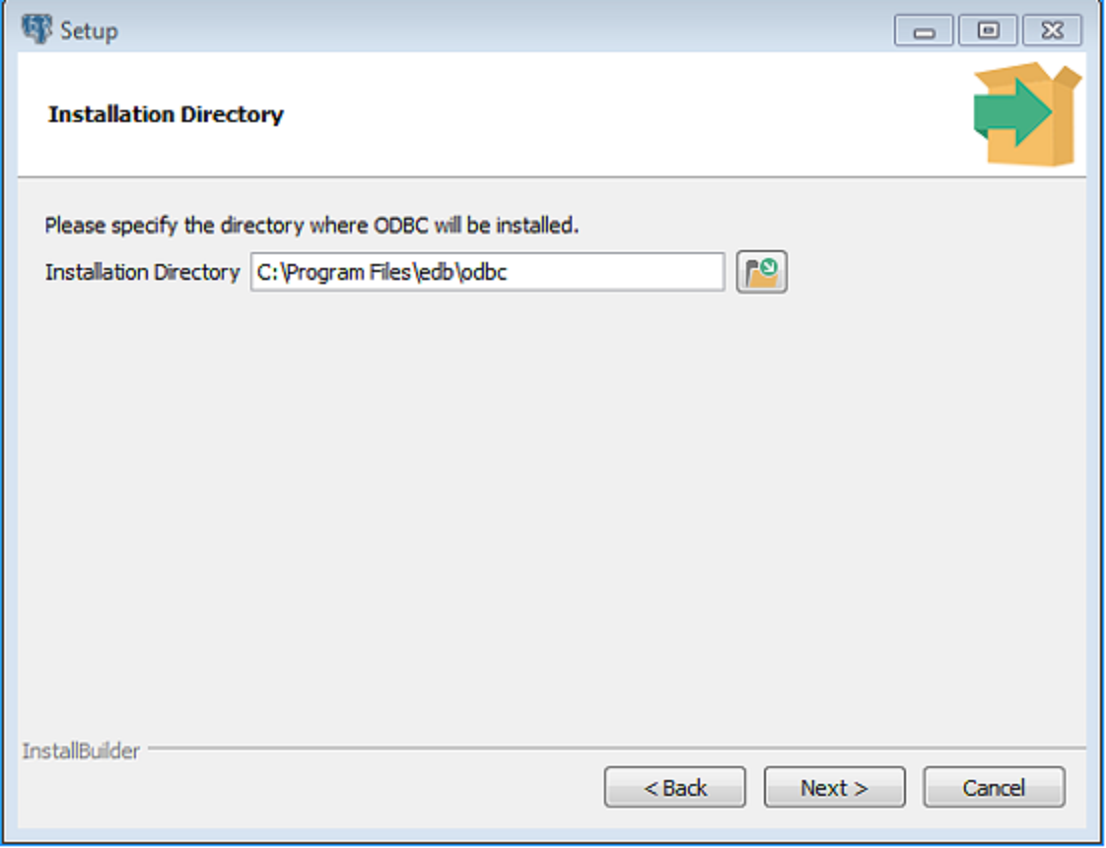 Setup
Installation Directory
Please specify the directory where ODBC will be installed.
Installation Directory C:\Program Files\edb\odbc
InstallBuilder
< Back Next > Cancel